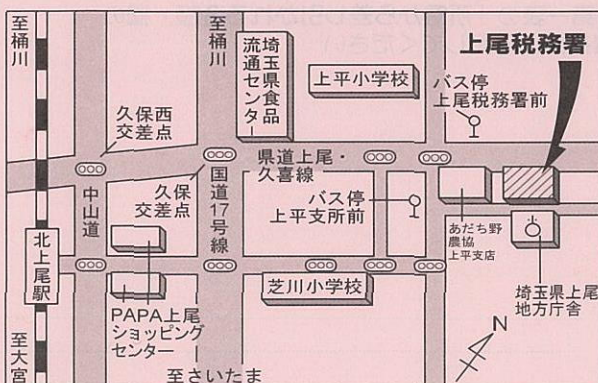 至桶川
至桶川
埼玉県食品
流通センター
上平小学校
上尾税務署
バス停
上尾税務署前
久保西
交差点
県道上尾・
久喜線
中山道
久保
交差点
国道17号線
バス停
上平支所前
あだち野
農協
上平支店
北上尾駅
芝川小学校
埼玉県上尾
地方庁舎
PAPA上尾
ショッピング
センター
N
至大宮
至さいたま